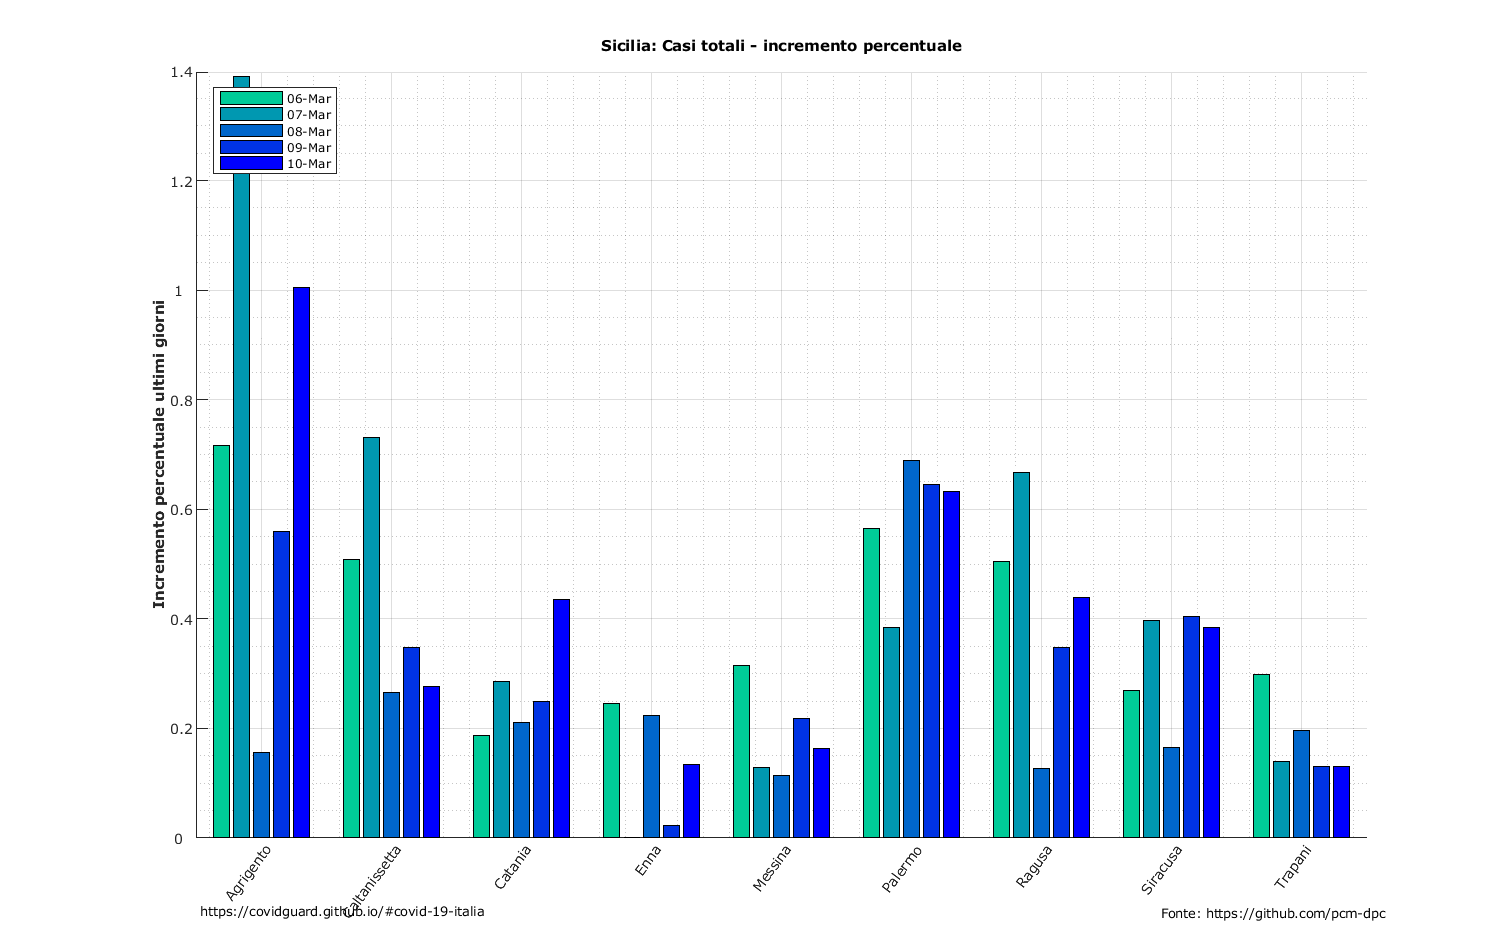 Sicilia: Casi totali - incremento percentuale
Incremento percentuale ultimi giorni
1.4
1.2
1
0.8
0.6
0.4
0.2
0
06-Mar
07-Mar
08-Mar
09-Mar
10-Mar
Agrigento
Caltanissetta
Catania
Enna
Messina
Palermo
Ragusa
Siracusa
Trapani
https://covidguard.github.io/#covid-19-italia
Fonte: https://github.com/pcm-dpc